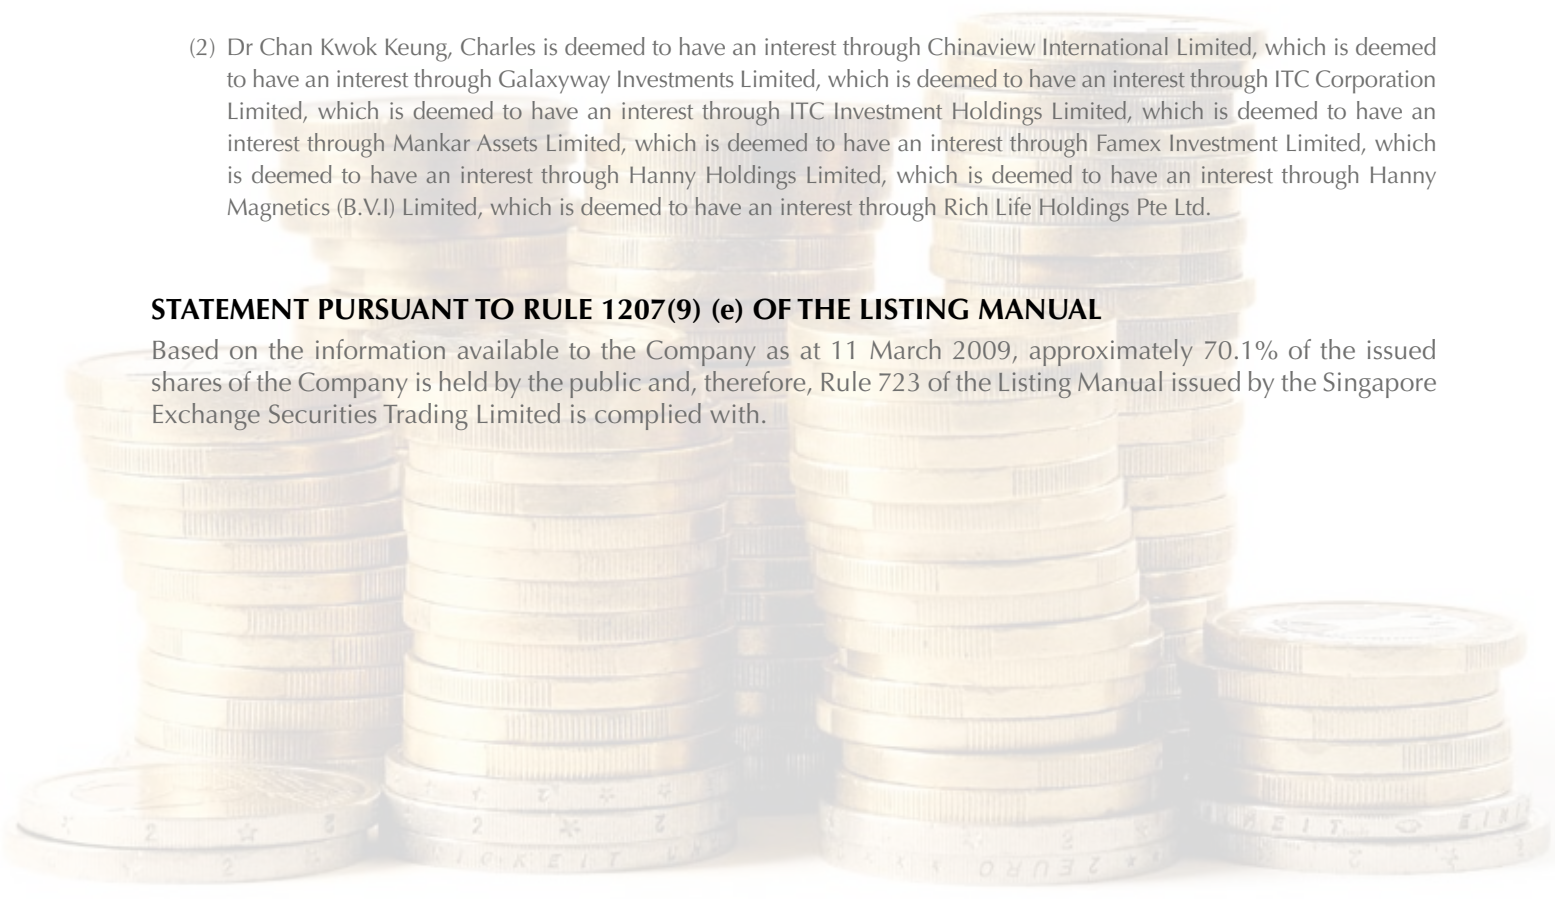 (2) Dr Chan Kwok Keung, Charles is deemed to have an interest through Chinaview International Limited, which is deemed
to have an interest through Galaxyway Investments Limited, which is deemed to have an interest through ITC Corporation
Limited, which is deemed to have an interest through ITC Investment Holdings Limited, which is deemed to have an
interest through Mankar Assets Limited, which is deemed to have an interest through Famex Investment Limited, which
is deemed to have an interest through Hanny Holdings Limited, which is deemed to have an interest through Hanny
Magnetics (B.V.I) Limited, which is deemed to have an interest through Rich Life Holdings Pte Ltd.
STATEMENT PURSUANT TO RULE 1207(9) (e) OF THE LISTING MANUAL
Based on the information available to the Company as at 11 March 2009, approximately 70.1% of the issued
shares of the Company is held by the public and, therefore, Rule 723 of the Listing Manual issued by the Singapore
Exchange Securities Trading Limited is complied with.